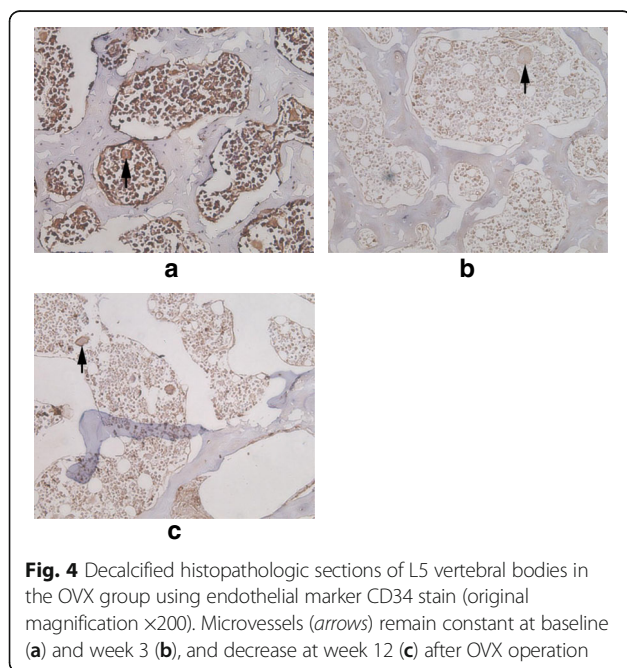 a
b
c
Fig. 4 Decalcified histopathologic sections of L5 vertebral bodies in
the OVX group using endothelial marker CD34 stain (original
magnification ×200). Microvessels (arrows) remain constant at baseline
(a) and week 3 (b), and decrease at week 12 (c) after OVX operation